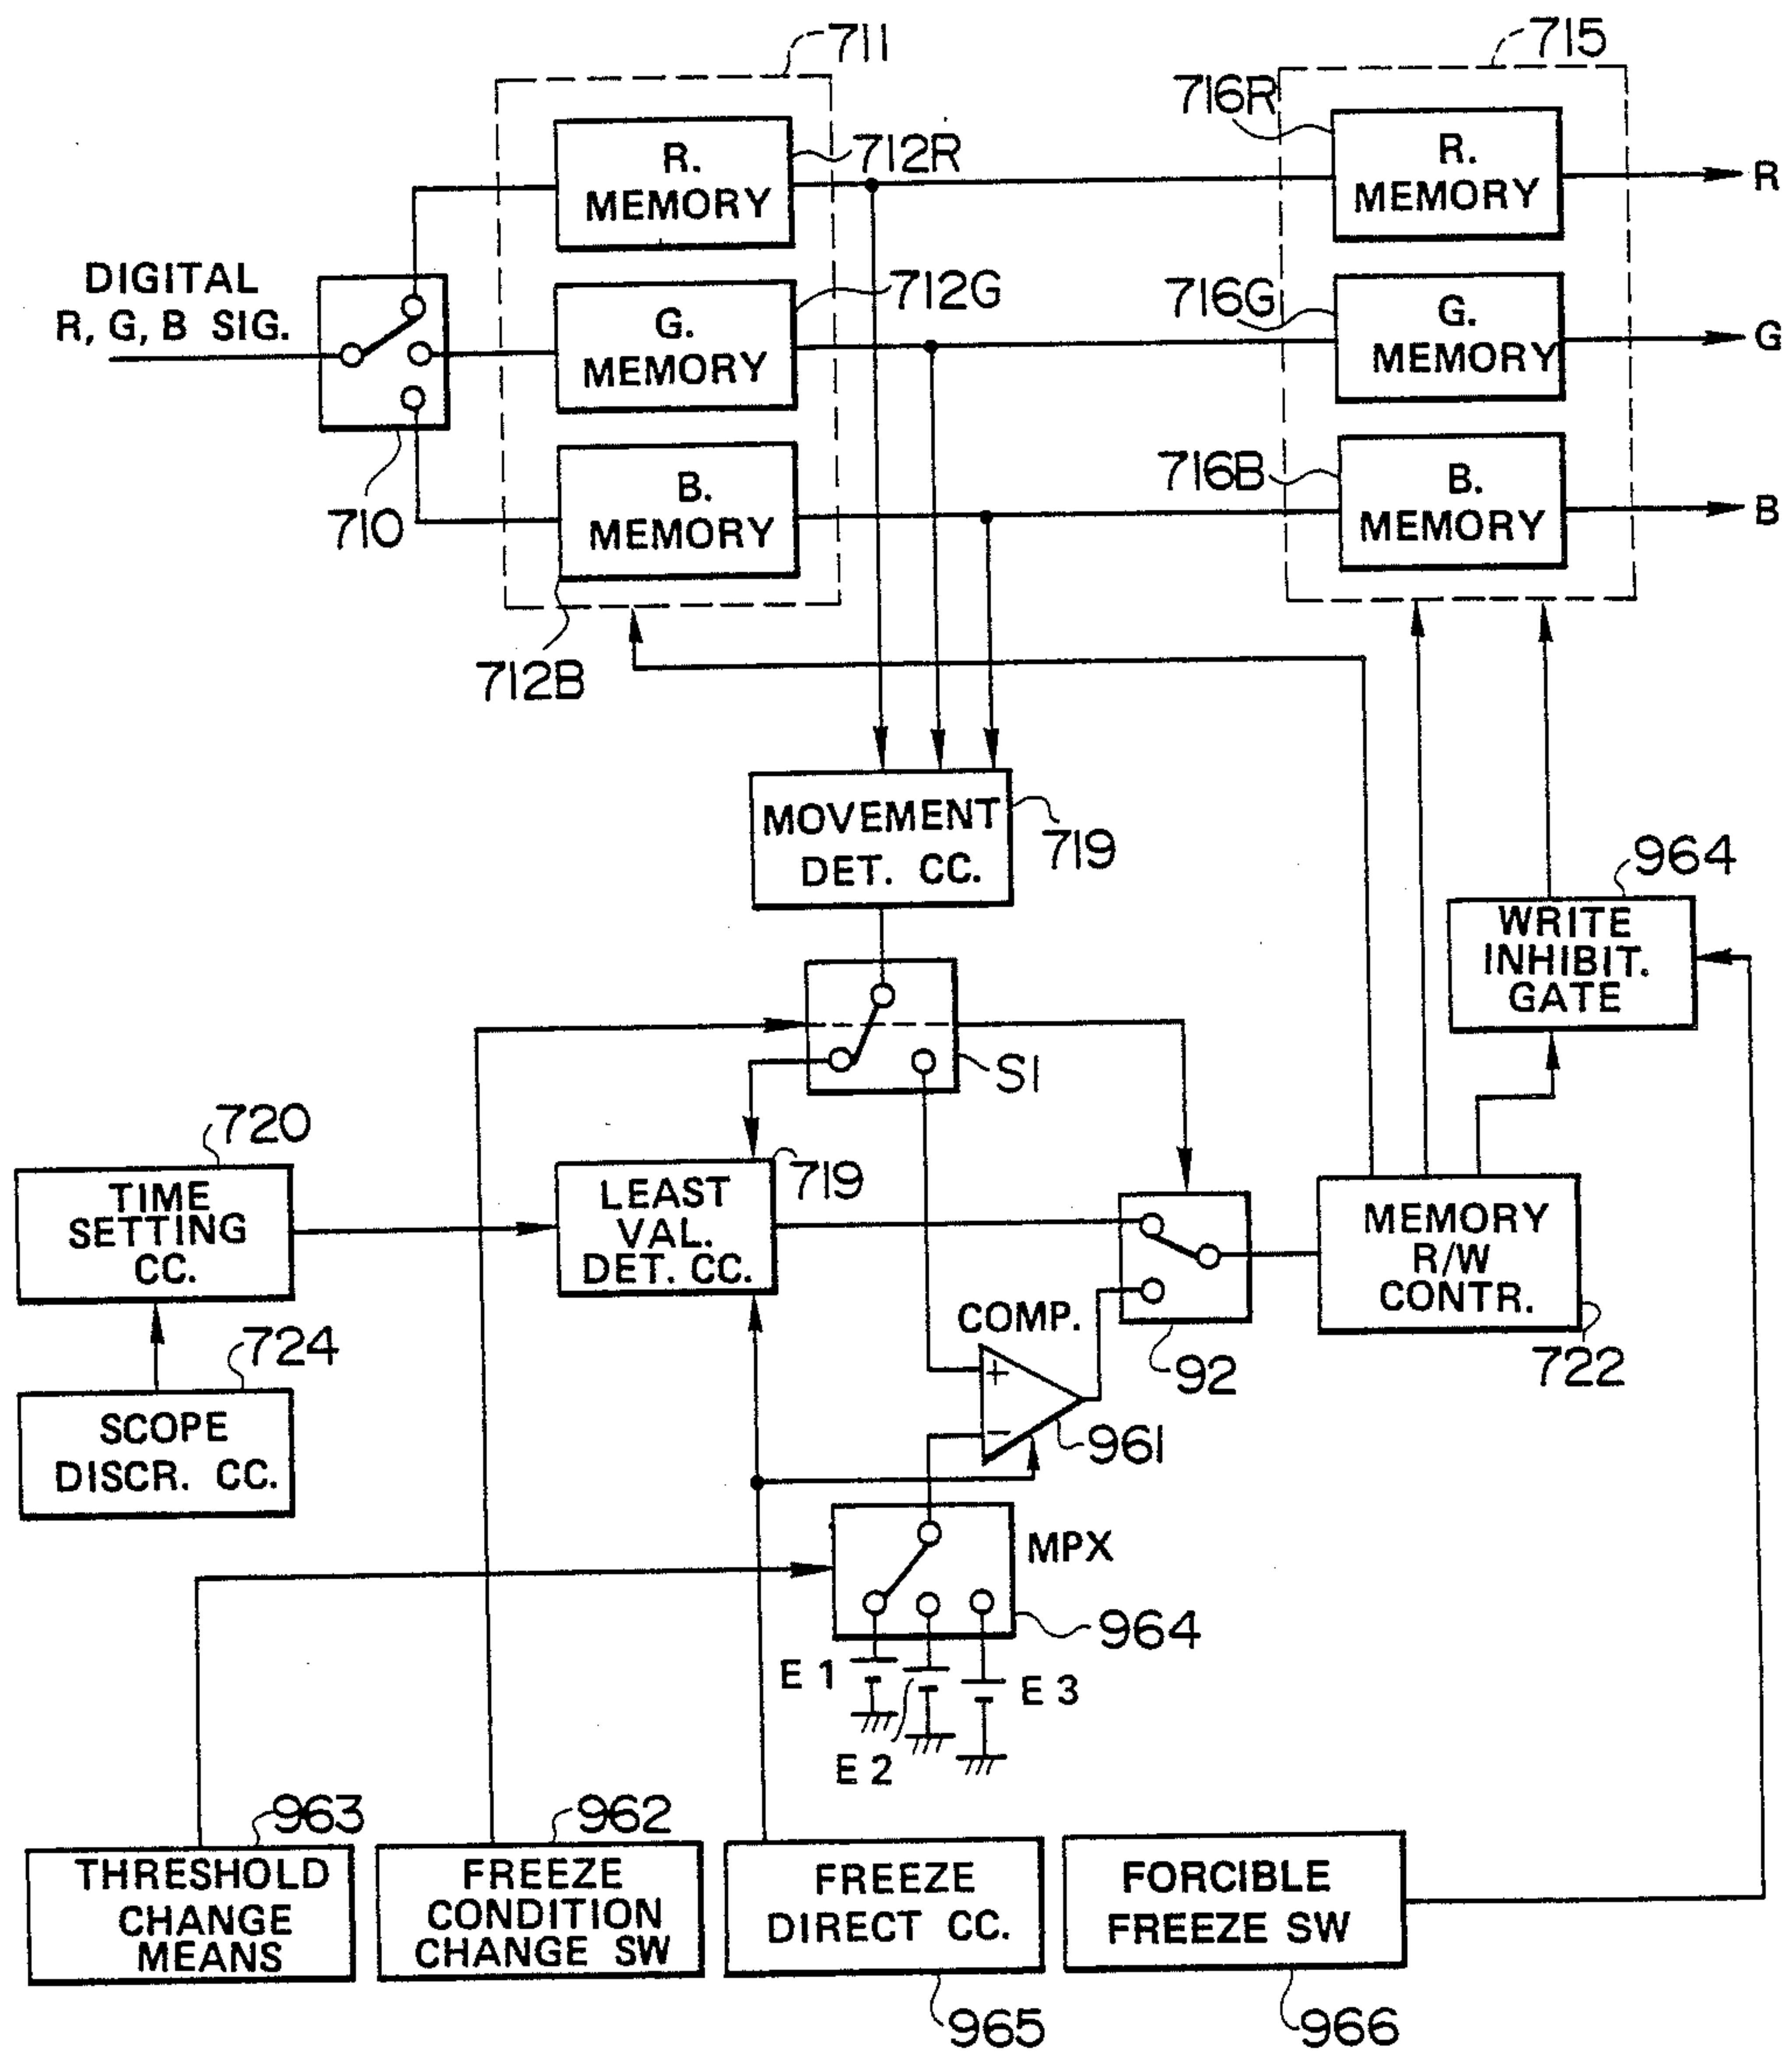 711
715
716R
R.
MEMORY
712R
R.
MEMORY
R
DIGITAL
R, G, B SIG.
712G
G.
MEMORY
716G
G.
MEMORY
G
710
B.
MEMORY
716B
B.
MEMORY
B
712B
MOVEMENT
DET. CC.
719
964
WRITE
INHIBIT.
GATE
S1
720
TIME
SETTING
CC.
719
LEAST
VAL.
DET. CC.
MEMORY
R/W
CONTR.
722
COMP.
92
+
−
961
724
SCOPE
DISCR. CC.
MPX
964
E 1
E 2
E 3
963
THRESHOLD
CHANGE
MEANS
962
FREEZE
CONDITION
CHANGE SW
FREEZE
DIRECT CC.
965
FORCIBLE
FREEZE SW
966